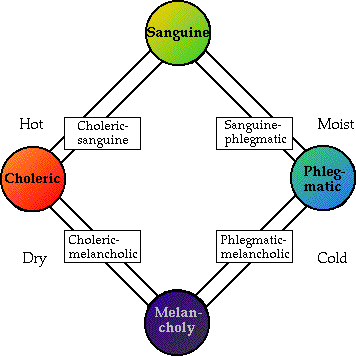 Sanguine
Hot
Choleric-
sanguine
Sanguine-
phlegmatic
Moist
Choleric
Phleg-
matic
Dry
Choleric-
melancholic
Phlegmatic-
melancholic
Cold
Melan-
choly